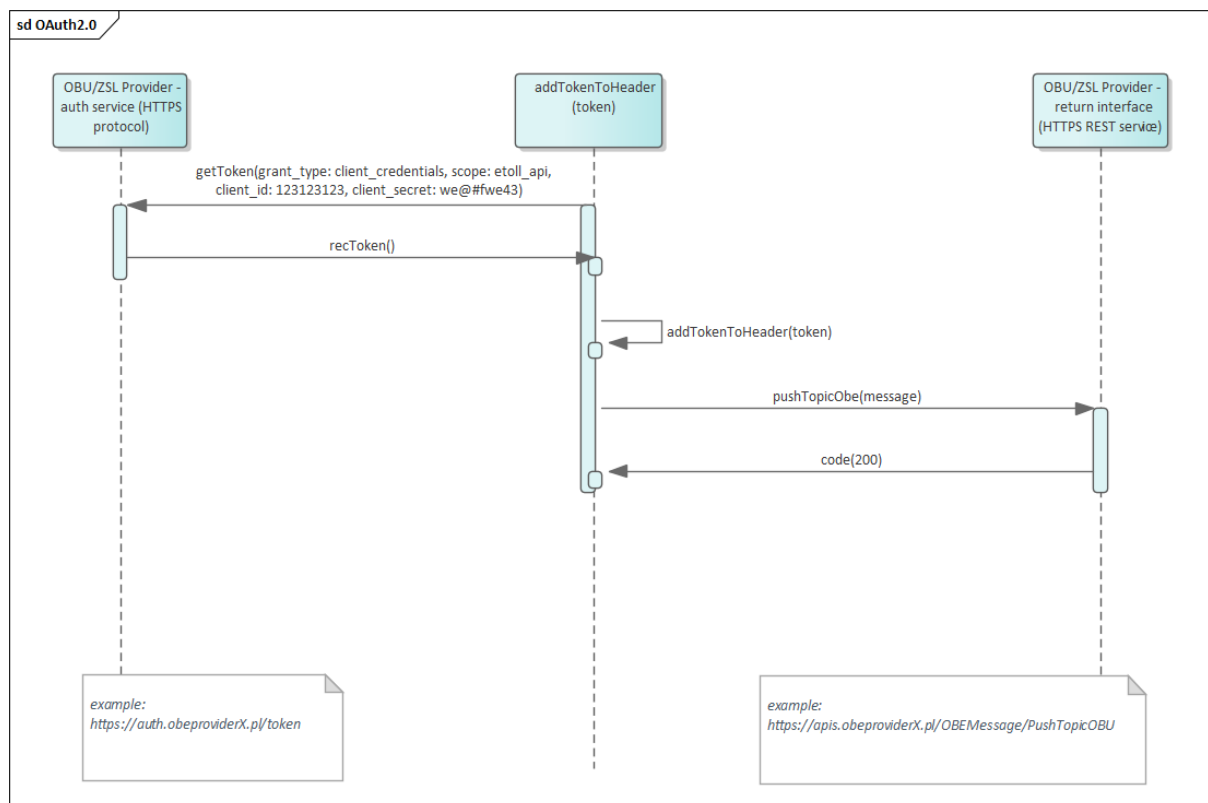 sd OAuth2.0
OBU/ZSL Provider -
auth service (HTTPS
protocol)
addTokenToHeader
(token)
OBU/ZSL Provider -
return interface
(HTTPS REST service)
getToken(grant_type: client_credentials, scope: etoll_api,
client_id: 123123123, client_secret: we@#fwe43)
recToken()
addTokenToHeader(token)
pushTopicObe(message)
code(200)
example:
https://auth.obeproviderX.pl/token
example:
https://apis.obeproviderX.pl/OBEMessage/PushTopicOBU